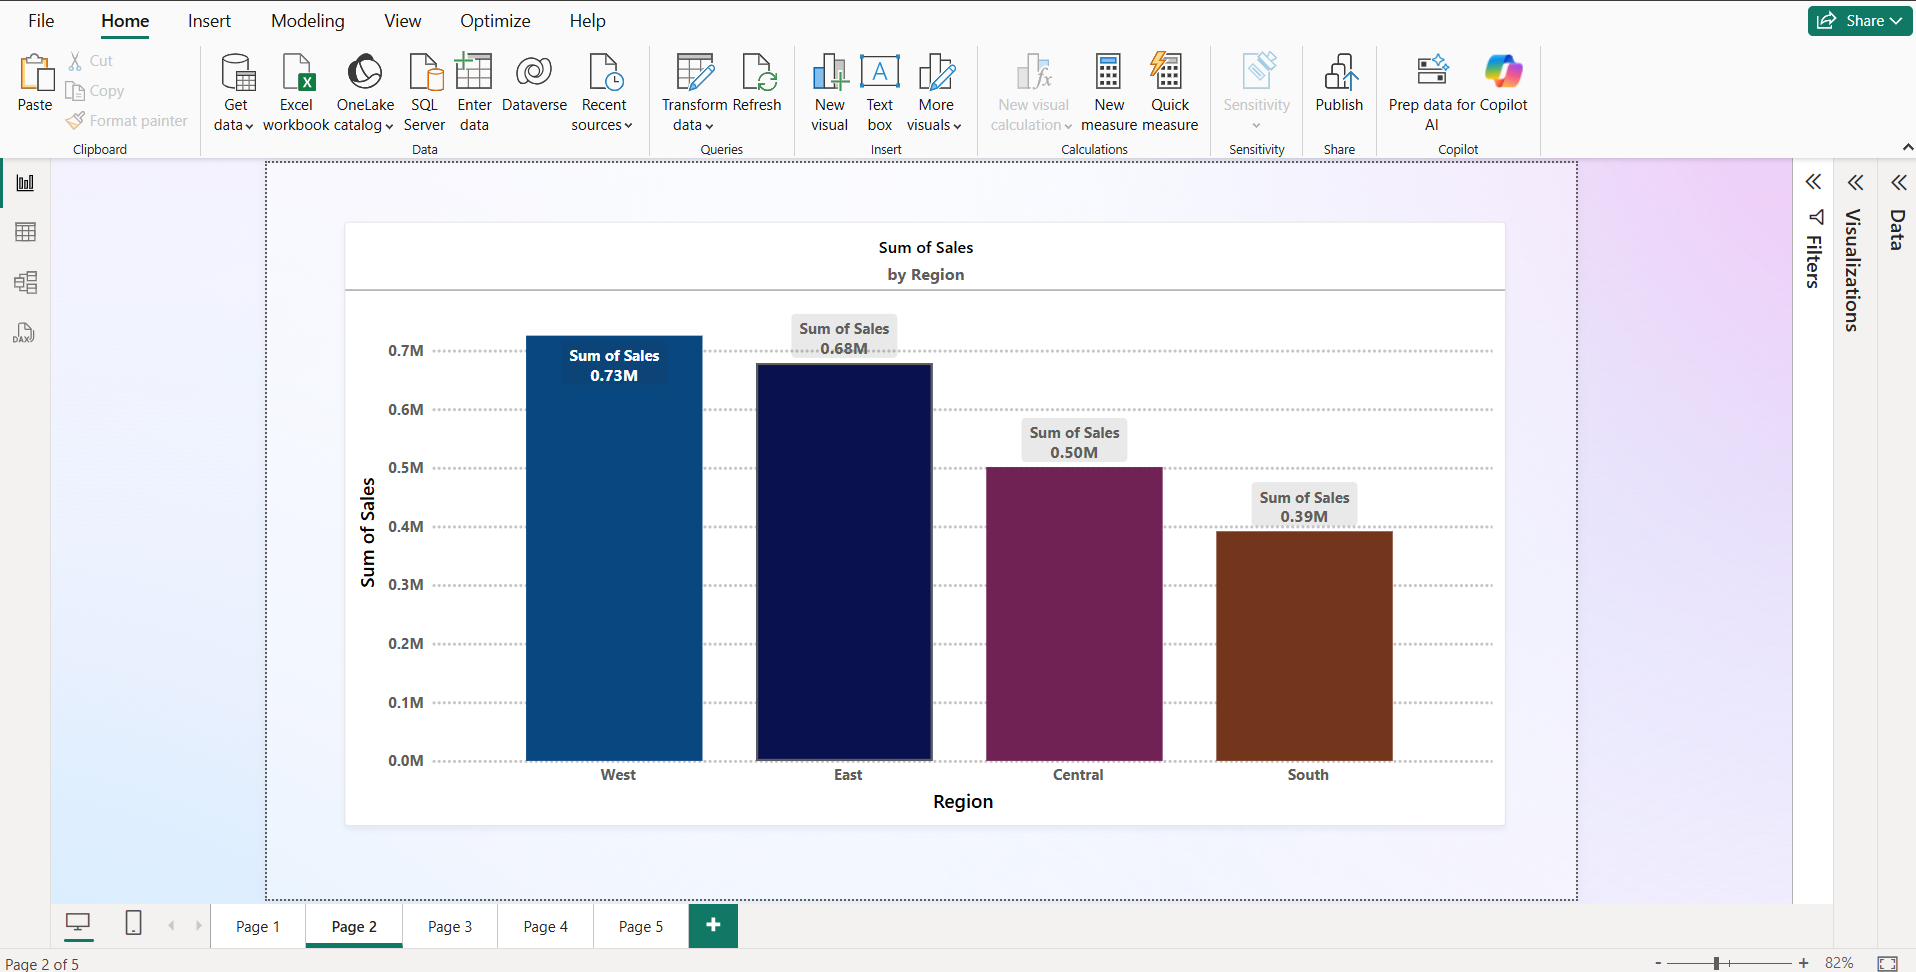 File Home Insert Modeling View Optimize Help Share
Paste
Cut
Copy
Format painter
Clipboard
Get data
Excel workbook
OneLake catalog
SQL Server
Enter data
Dataverse
Recent sources
Data
Transform data
Refresh
Queries
New visual
A
Text box
More visuals
Insert
fx
New visual calculation
New measure
Quick measure
Calculations
Sensitivity
Sensitivity
Publish
Share
Prep data for AI
Copilot
Copilot
DAX
Sum of Sales
by Region
Sum of Sales
0.7M
0.6M
0.5M
0.4M
0.3M
0.2M
0.1M
0.0M
Sum of Sales
0.73M
Sum of Sales
0.68M
Sum of Sales
0.50M
Sum of Sales
0.39M
West East Central South
Region
Filters
Visualizations
Data
Page 1 Page 2 Page 3 Page 4 Page 5 +
Page 2 of 5
- + 82%